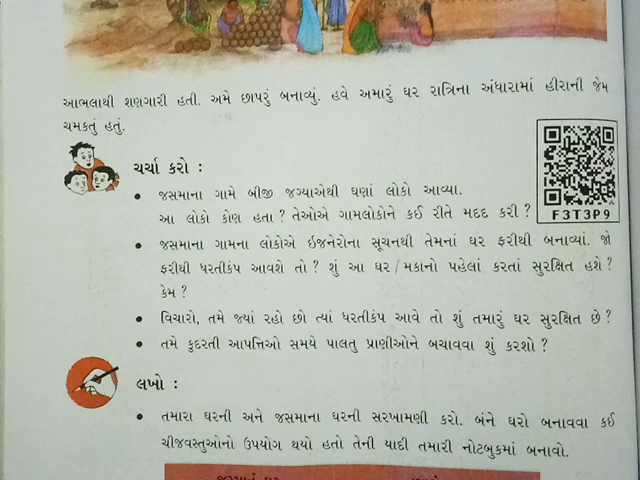 આભલાથી શણગારી હતી. અમે છાપરું બનાવ્યું. હવે અમારું ઘર રાત્રિના અંધારામાં હીરાની જેમ
ચમકતું હતું.
ચર્ચા કરો :
• જસમાના ગામે બીજી જગ્યાએથી ઘણાં લોકો આવ્યા.
આ લોકો કોણ હતા ? તેઓએ ગામલોકોને કઈ રીતે મદદ કરી ?
F3T3P9
• જસમાના ગામના લોકોએ ઇજનેરોના સૂચનથી તેમનાં ઘર ફરીથી બનાવ્યાં. જો
ફરીથી ધરતીકંપ આવશે તો ? શું આ ઘર / મકાનો પહેલાં કરતાં સુરક્ષિત હશે ?
કેમ ?
• વિચારો, તમે જ્યાં રહો છો ત્યાં ધરતીકંપ આવે તો શું તમારું ઘર સુરક્ષિત છે ?
• તમે કુદરતી આપત્તિઓ સમયે પાલતુ પ્રાણીઓને બચાવવા શું કરશો ?
લખો :
• તમારા ઘરની અને જસમાના ઘરની સરખામણી કરો. બંને ઘરો બનાવવા કઈ
ચીજવસ્તુઓનો ઉપયોગ થયો હતો તેની યાદી તમારી નોટબુકમાં બનાવો.